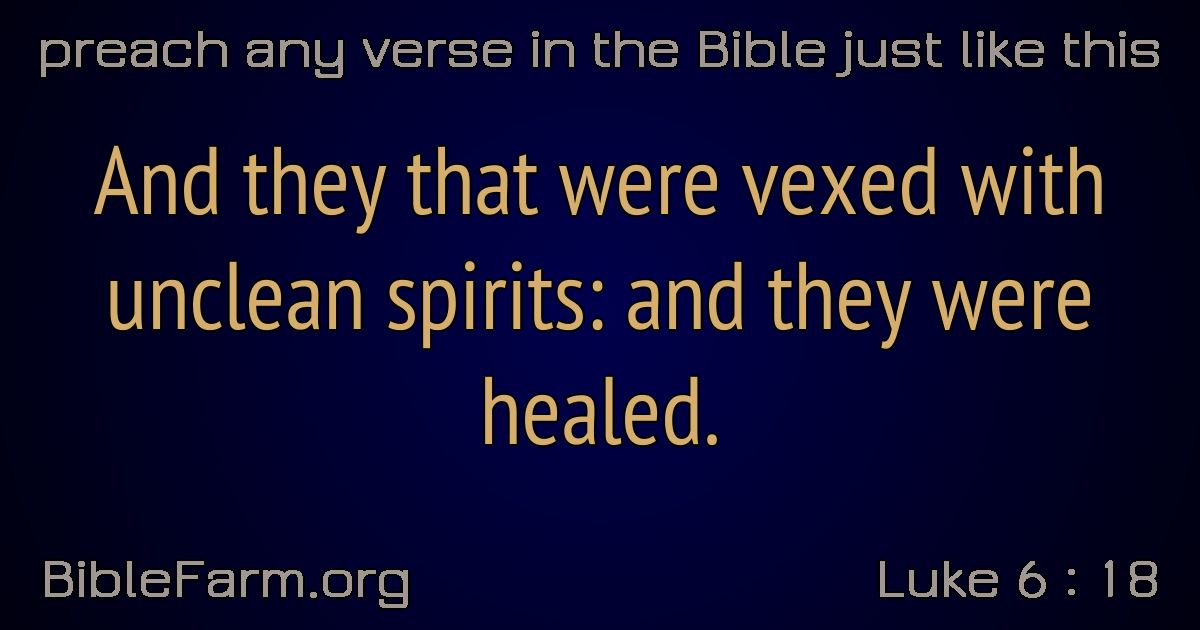 preach any verse in the Bible just like this
And they that were vexed with
unclean spirits: and they were
healed.
BibleFarm.org
Luke 6 : 18